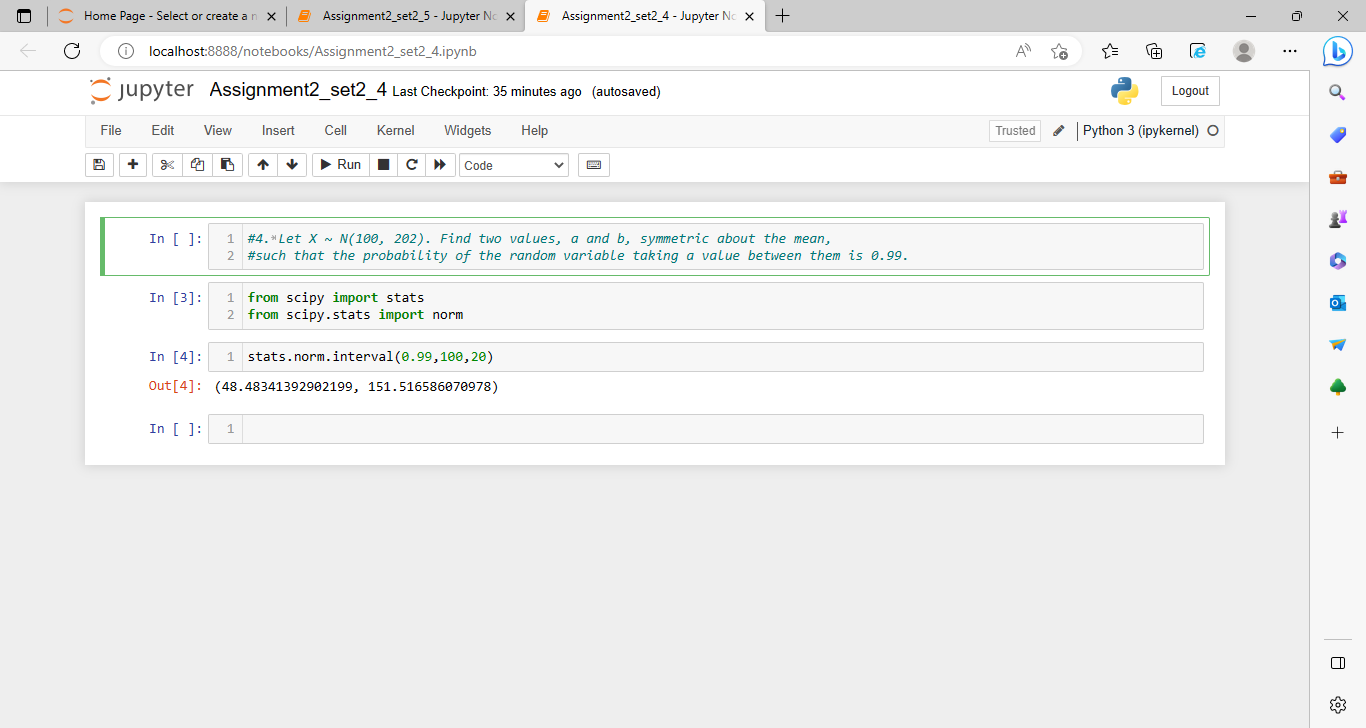 Home Page - Select or create a n
Assignment2_set2_5 - Jupyter No
Assignment2_set2_4 - Jupyter No
localhost:8888/notebooks/Assignment2_set2_4.ipynb
jupyter Assignment2_set2_4 Last Checkpoint: 35 minutes ago (autosaved)
Logout
File Edit View Insert Cell Kernel Widgets Help
Trusted Python 3 (ipykernel)
Run Code
In [ ]: 1 #4. Let X ~ N(100, 202). Find two values, a and b, symmetric about the mean,
2 #such that the probability of the random variable taking a value between them is 0.99.
In [3]: 1 from scipy import stats
2 from scipy.stats import norm
In [4]: 1 stats.norm.interval(0.99,100,20)
Out[4]: (48.48341392902199, 151.516586070978)
In [ ]: 1